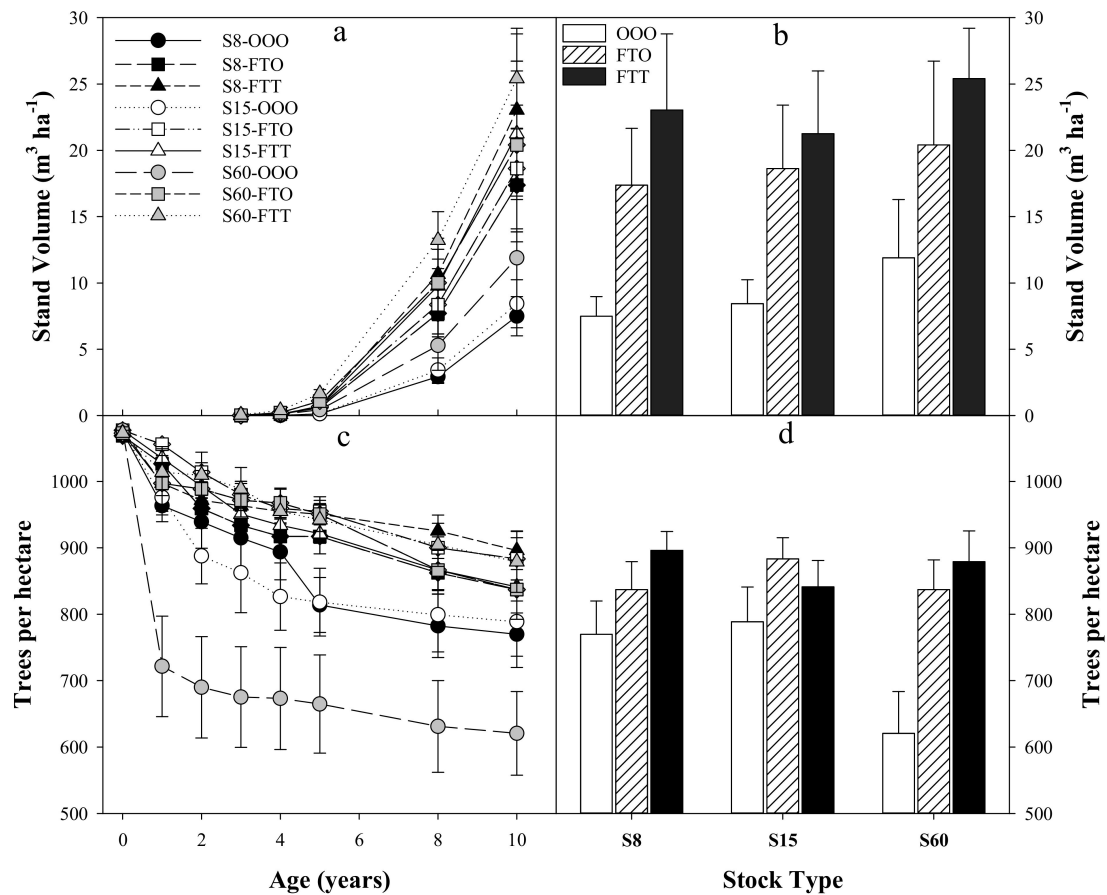 a
S8-OOO
S8-FTO
S8-FTT
S15-OOO
S15-FTO
S15-FTT
S60-OOO
S60-FTO
S60-FTT
30
25
20
15
10
5
0
Stand Volume (m³ ha⁻¹)
b
OOO
FTO
FTT
30
25
20
15
10
5
0
Stand Volume (m³ ha⁻¹)
c
1000
900
800
700
600
500
Trees per hectare
0 2 4 6 8 10
Age (years)
d
1000
900
800
700
600
500
Trees per hectare
S8 S15 S60
Stock Type